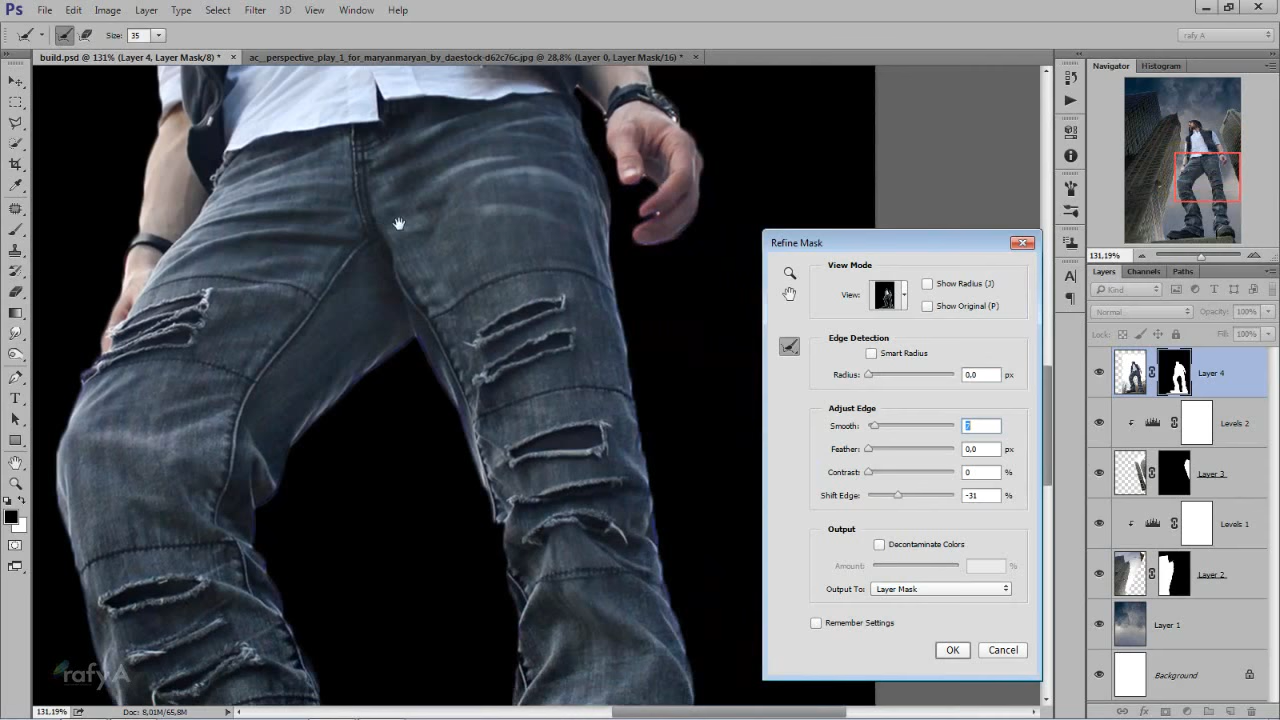 Ps File Edit Image Layer Type Select Filter 3D View Window Help
Size: 35 rafy A
build.psd @ 131% (Layer 4, Layer Mask/8) * × ac__perspective_play_1_for_maryanmaryan_by_daestock-d62c76c.jpg @ 28,8% (Layer 0, Layer Mask/16) * ×
Navigator Histogram
131,19%
Layers Channels Paths
Kind
Normal Opacity: 100%
Lock: Fill: 100%
Layer 4
Levels 2
Layer 3
Levels 1
Layer 2
Layer 1
Background
Refine Mask
View Mode
View: Show Radius (J)
Show Original (P)
Edge Detection
Smart Radius
Radius: 0,0 px
Adjust Edge
Smooth: 7
Feather: 0,0 px
Contrast: 0 %
Shift Edge: -31 %
Output
Decontaminate Colors
Amount: %
Output To: Layer Mask
Remember Settings
OK Cancel
rafyA
131,19% Doc: 8,01M/65,8M